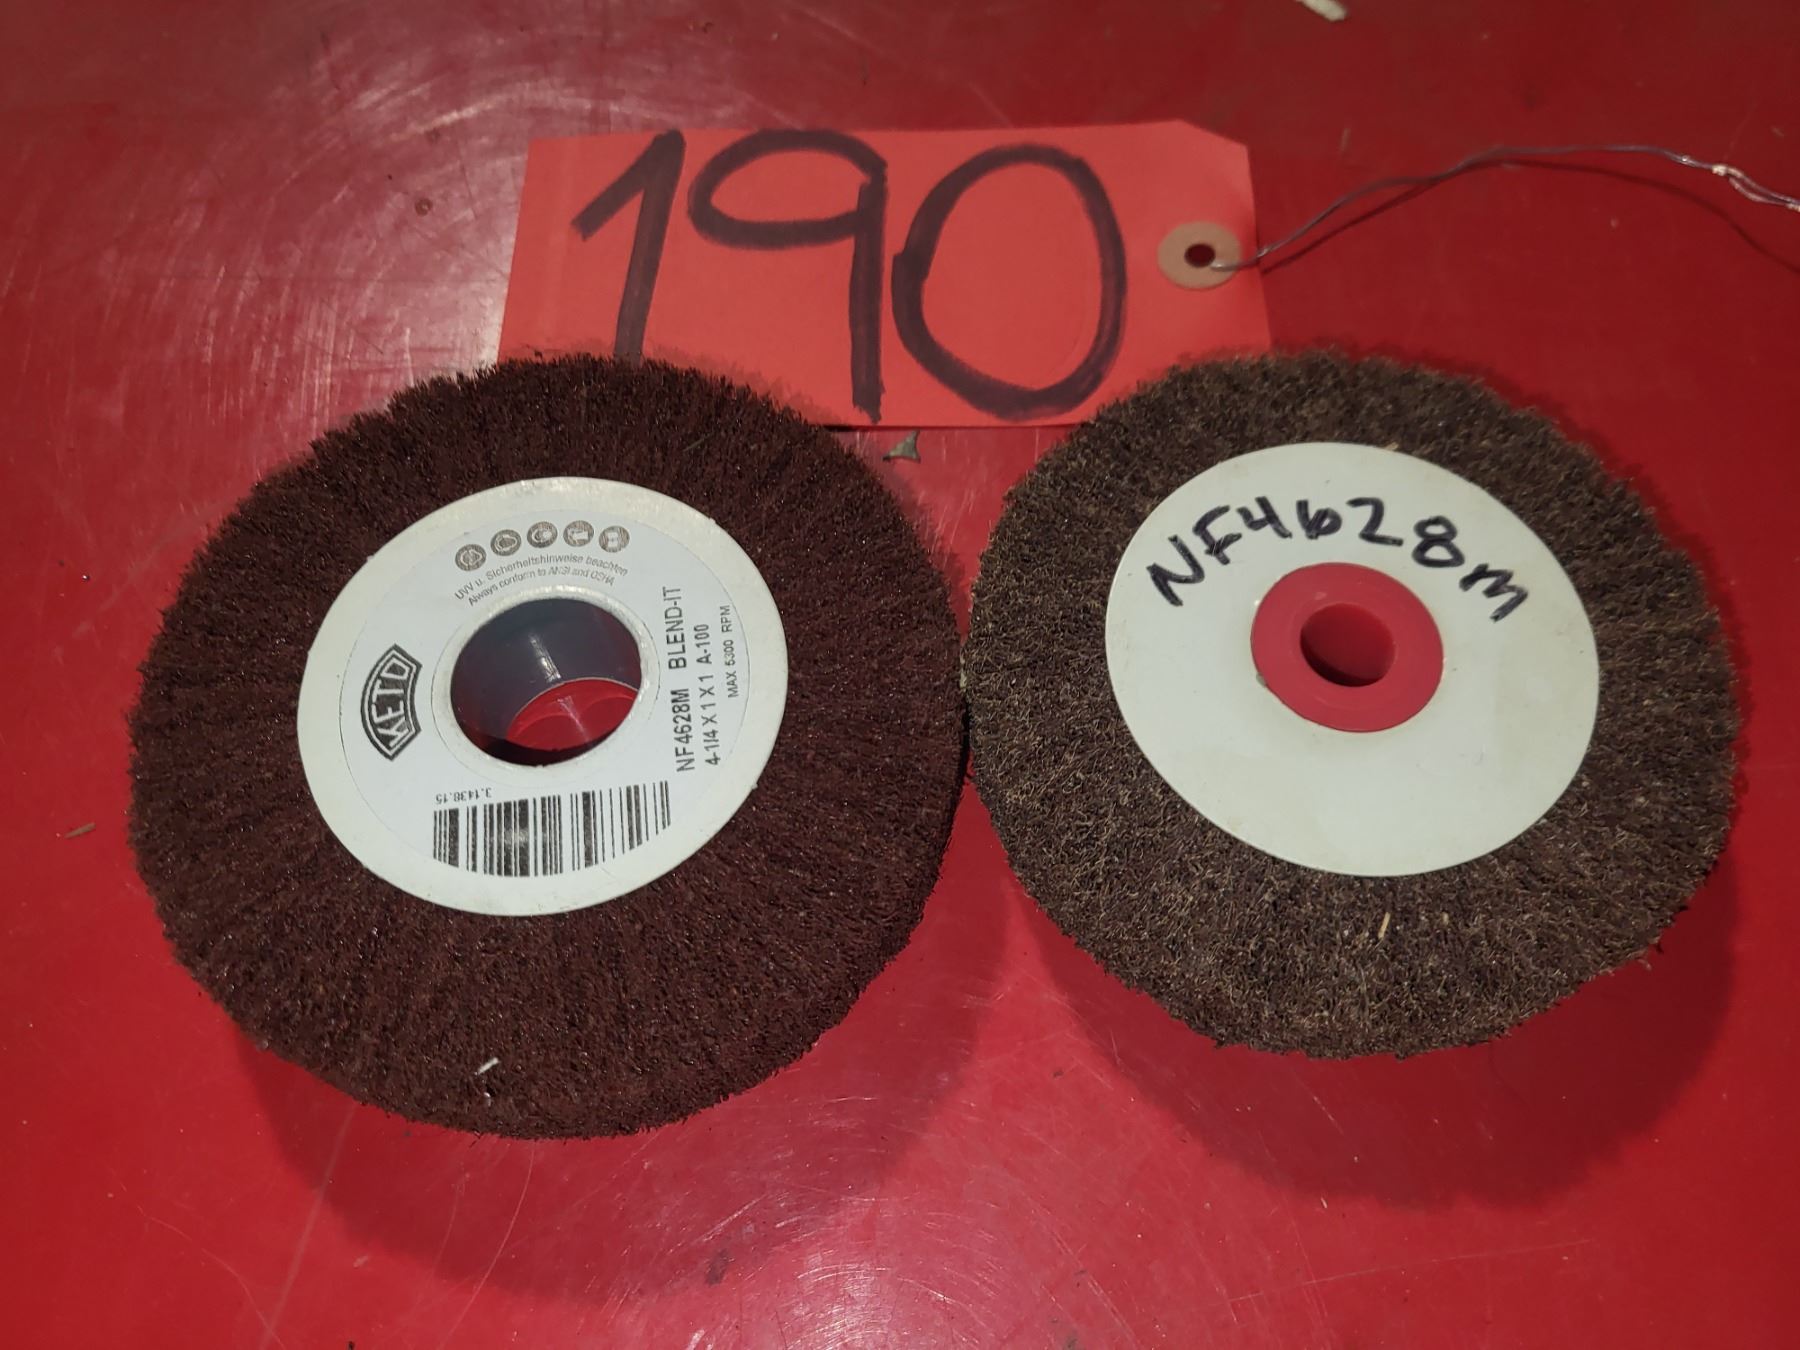 190
UVV u. Sicherheitshinweise beachten
Always conform to ANSI and OSHA
METO
NF4628M BLEND-IT
4-1/4 X 1 X 1 A-100
MAX 5300 RPM
3.1438.15
NF4628M